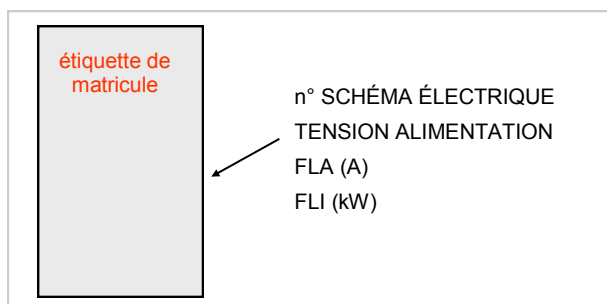 étiquette de
matricule
n° SCHÉMA ÉLECTRIQUE
TENSION ALIMENTATION
FLA (A)
FLI (kW)